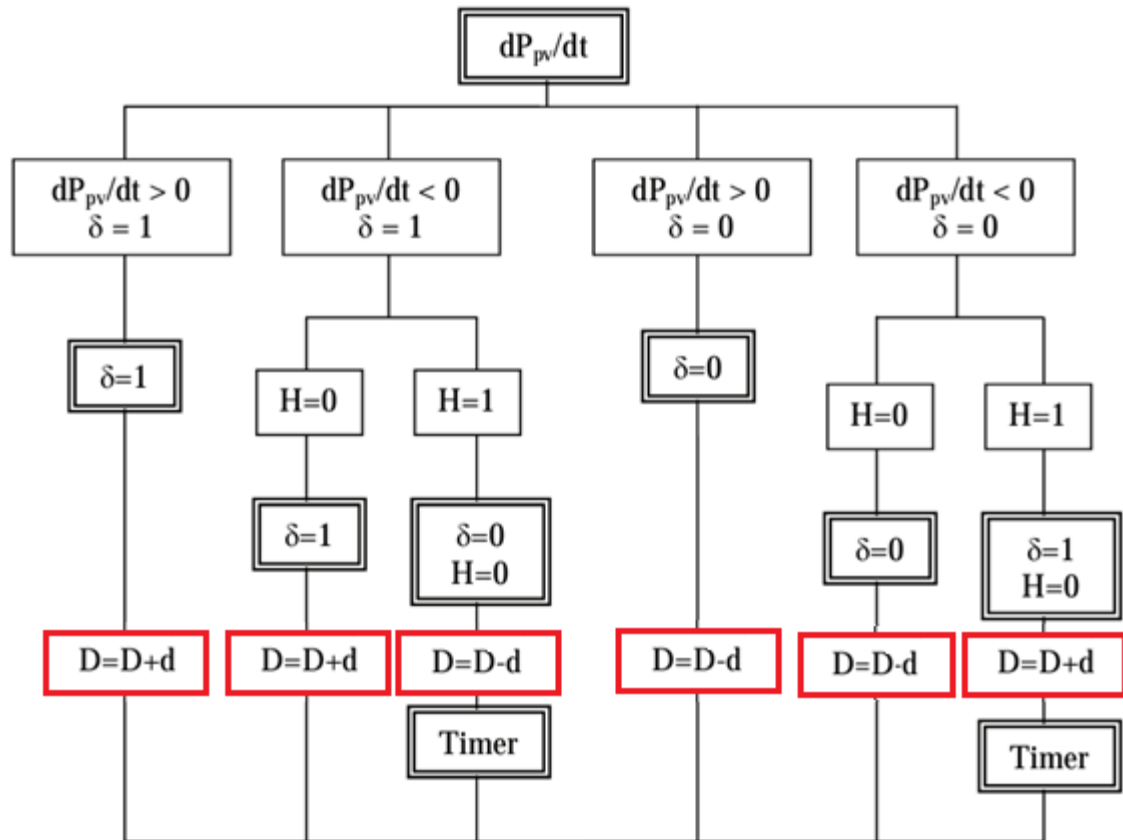 dPpv/dt
dPpv/dt > 0
δ = 1
dPpv/dt < 0
δ = 1
dPpv/dt > 0
δ = 0
dPpv/dt < 0
δ = 0
δ=1
δ=0
H=0
H=1
H=0
H=1
δ=1
δ=0
H=0
δ=0
δ=1
H=0
D=D+d
D=D+d
D=D-d
D=D-d
D=D-d
D=D+d
Timer
Timer